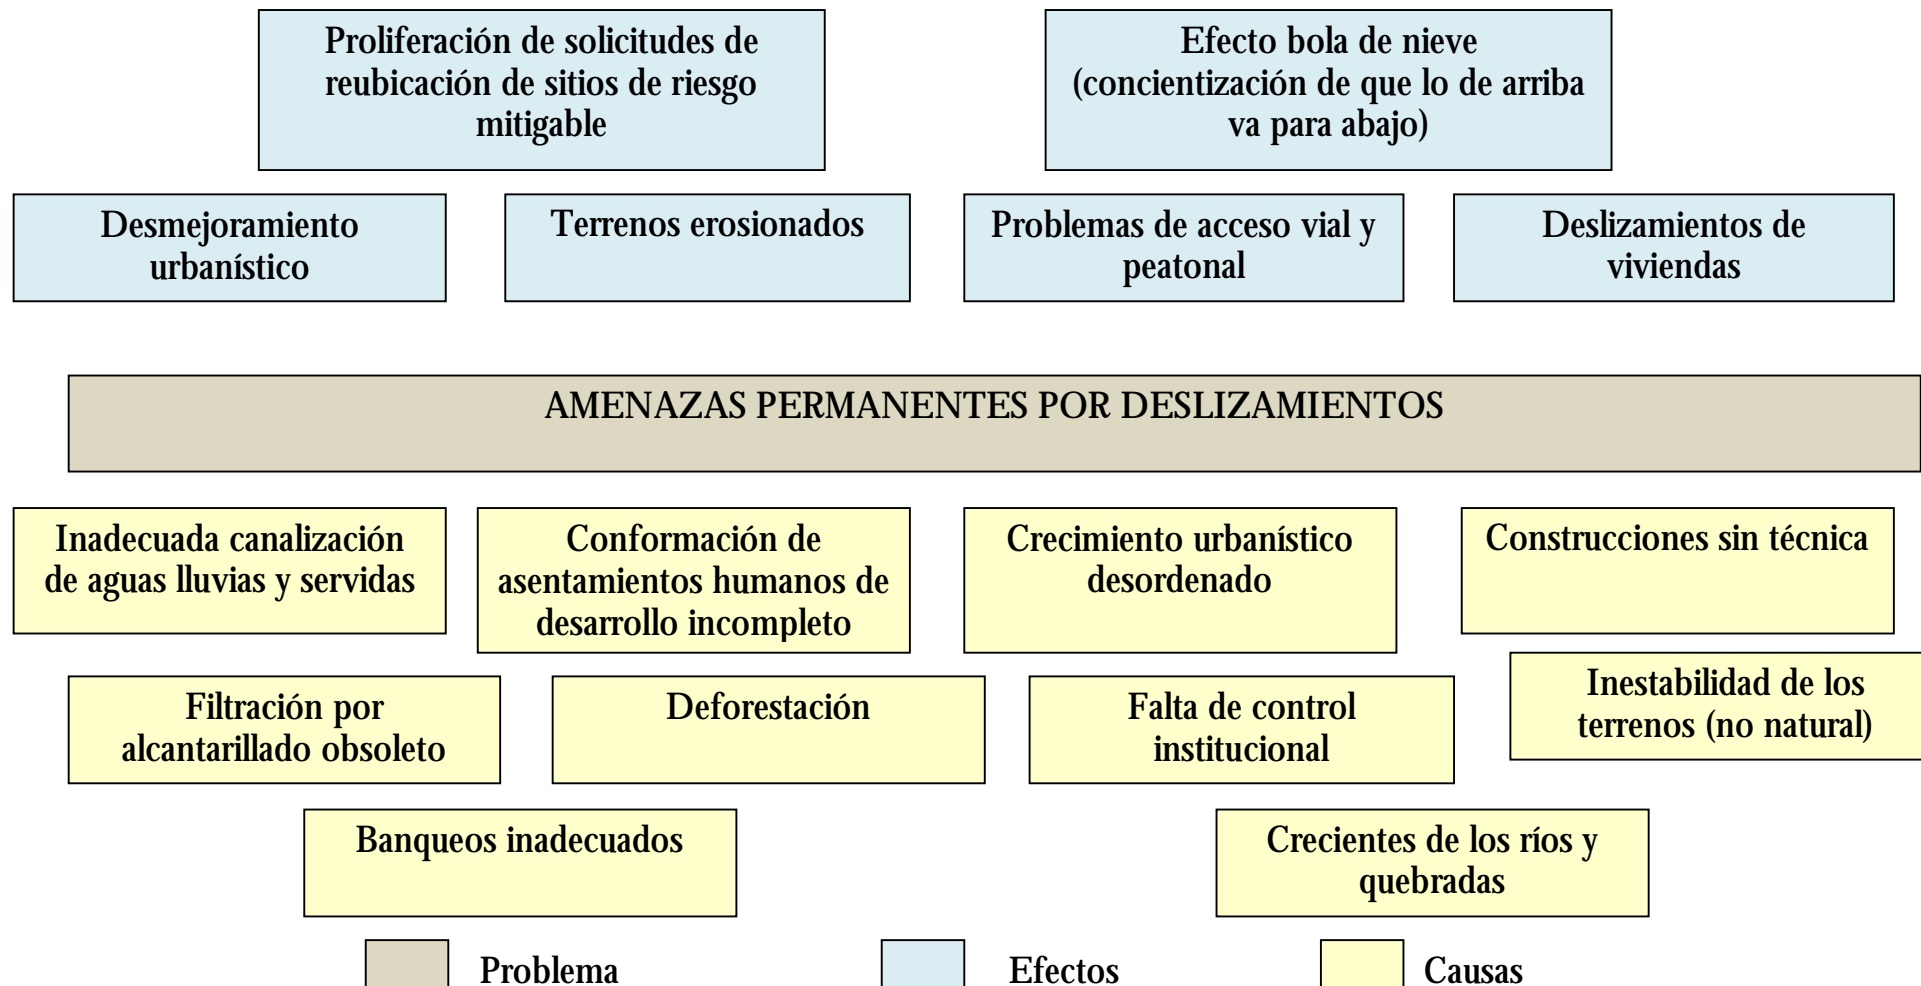 Proliferación de solicitudes de
reubicación de sitios de riesgo
mitigable
Efecto bola de nieve
(concientización de que lo de arriba
va para abajo)
Desmejoramiento
urbanístico
Terrenos erosionados
Problemas de acceso vial y
peatonal
Deslizamientos de
viviendas
AMENAZAS PERMANENTES POR DESLIZAMIENTOS
Inadecuada canalización
de aguas lluvias y servidas
Conformación de
asentamientos humanos de
desarrollo incompleto
Crecimiento urbanístico
desordenado
Construcciones sin técnica
Filtración por
alcantarillado obsoleto
Deforestación
Falta de control
institucional
Inestabilidad de los
terrenos (no natural)
Banqueos inadecuados
Crecientes de los ríos y
quebradas
Problema
Efectos
Causas